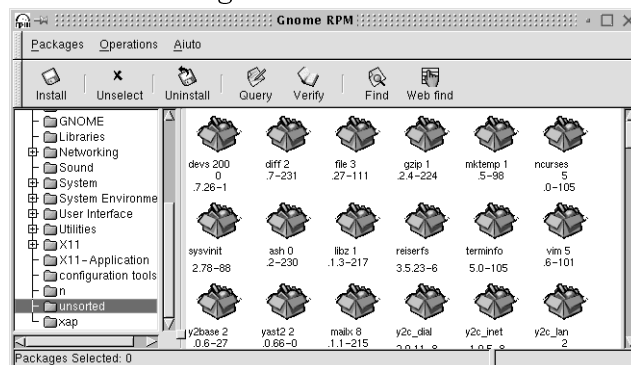 Gnome RPM
Packages Operations Aiuto
Install Unselect Uninstall Query Verify Find Web find
GNOME
Libraries
Networking
Sound
System
System Environme
User Interface
Utilities
X11
X11-Application
configuration tools
n
unsorted
xap
devs 200 diff 2 file 3 gzip 1 mktemp 1 ncurses
0 .7-231 .27-111 .2.4-224 .5-98 5
.7.26-1 .0-105
sysvinit ash 0 libz 1 reiserfs terminfo vim 5
2.78-88 .2-230 .1.3-217 3.5.23-6 5.0-105 .6-101
y2base 2 yast2 2 mailx 8 y2c_dial y2c_inet y2c_lan
.0.6-27 .0.66-0 .1.1-215 2
Packages Selected: 0